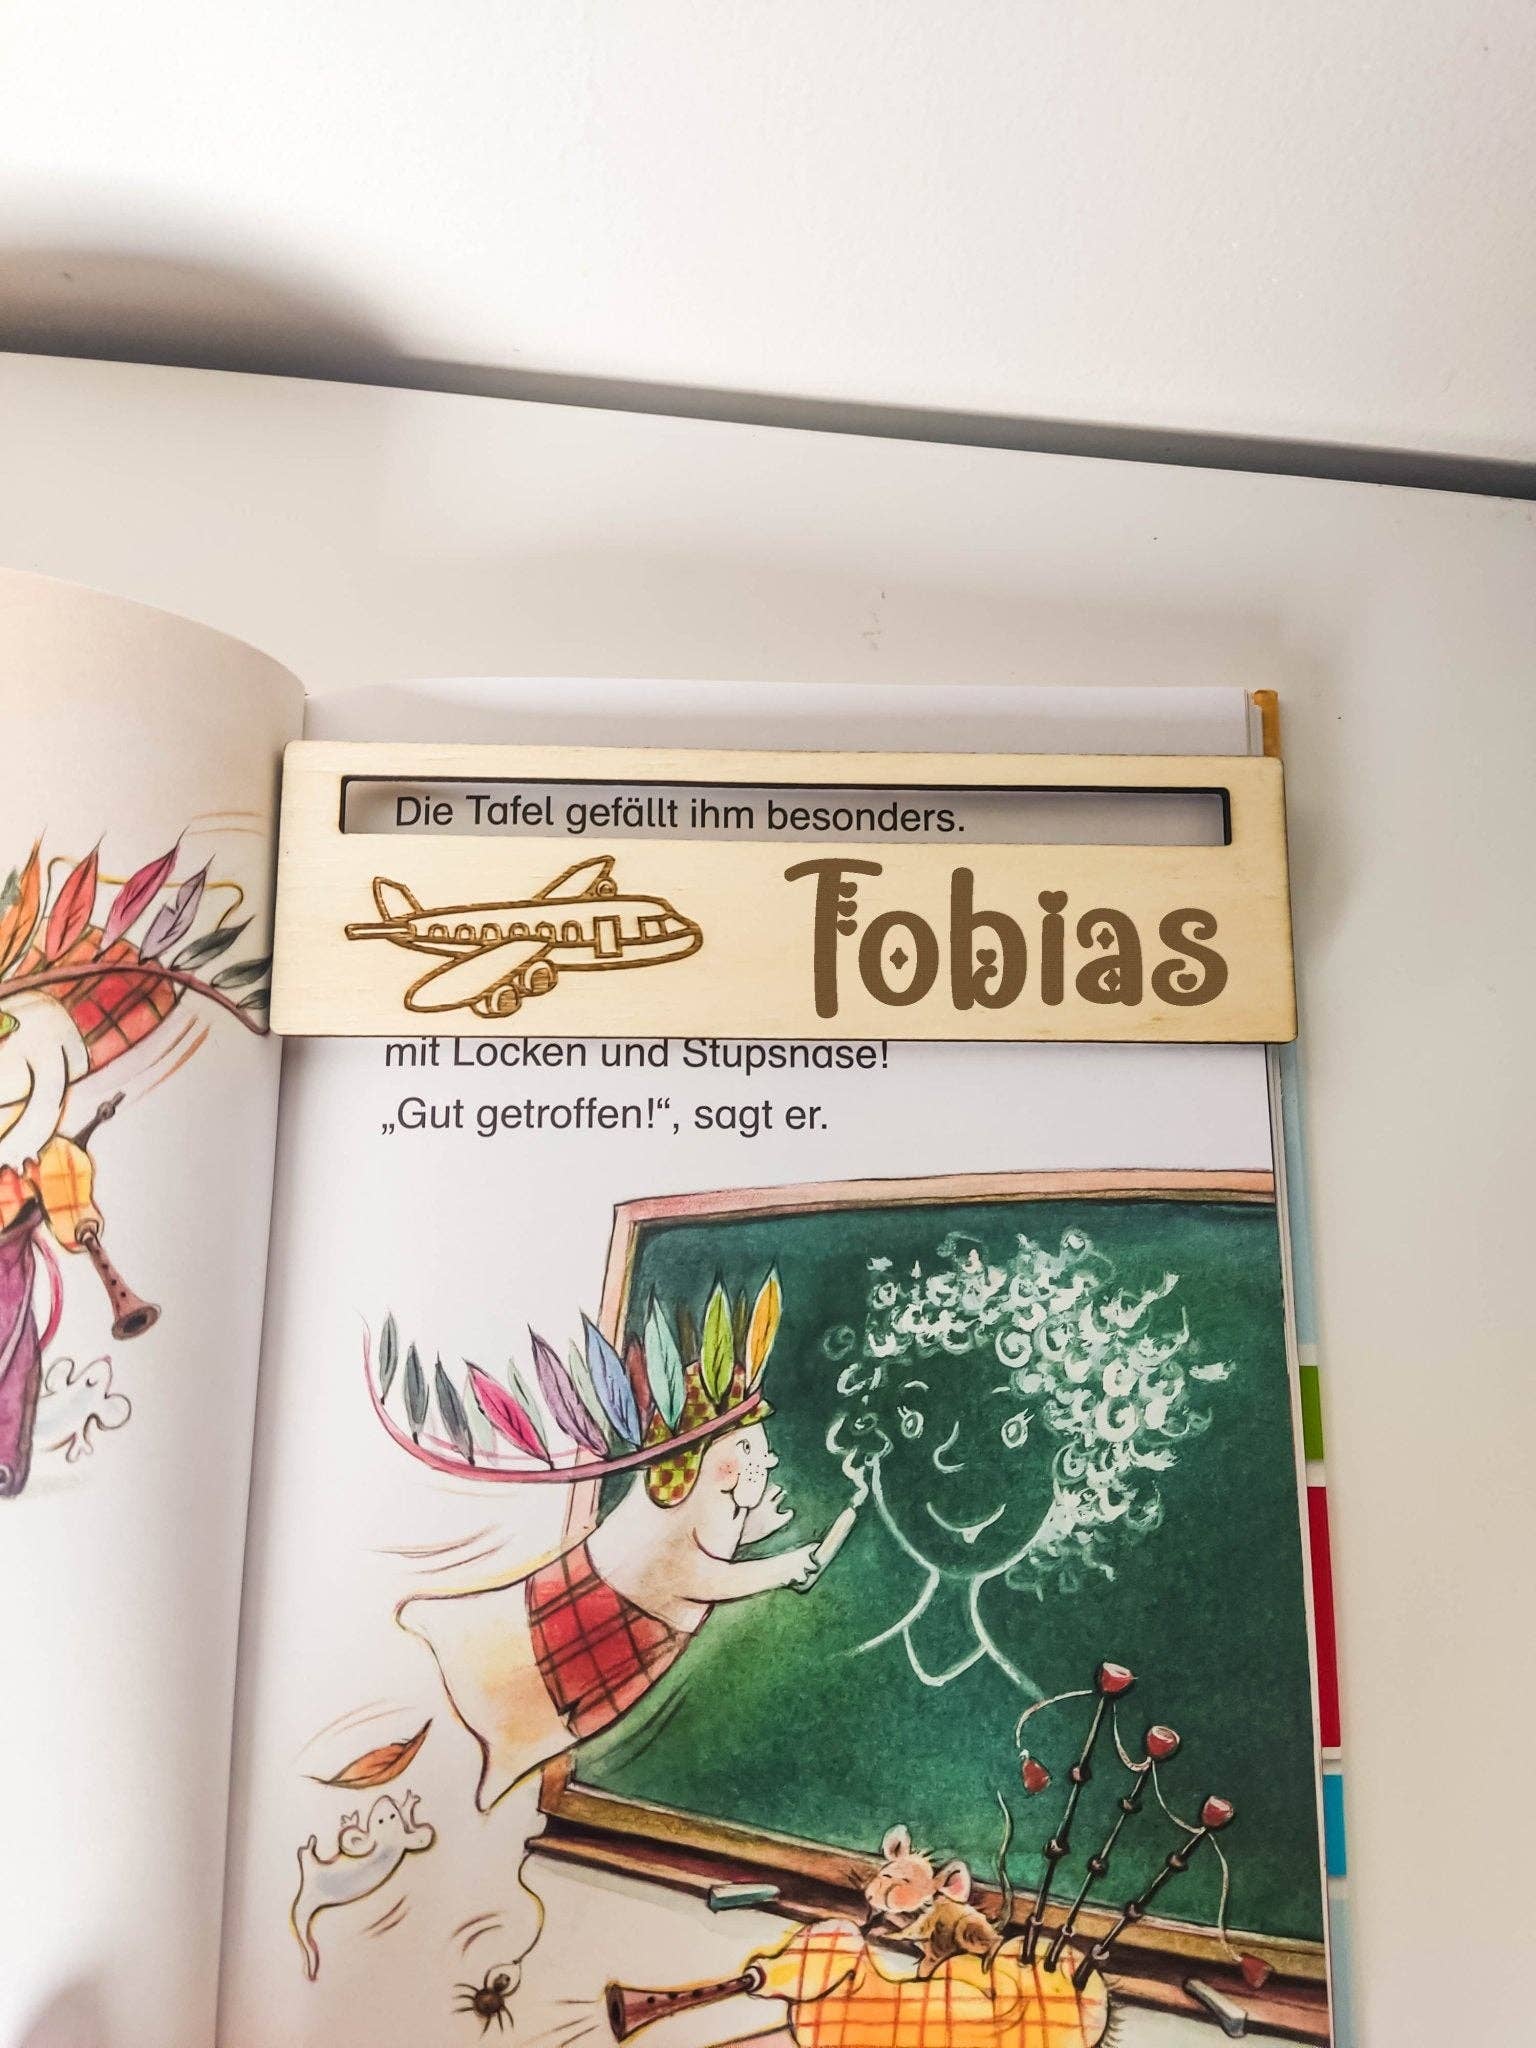 Die Tafel gefällt ihm besonders.
Tobias
mit Locken und Stupsnase!
„Gut getroffen!“, sagt er.